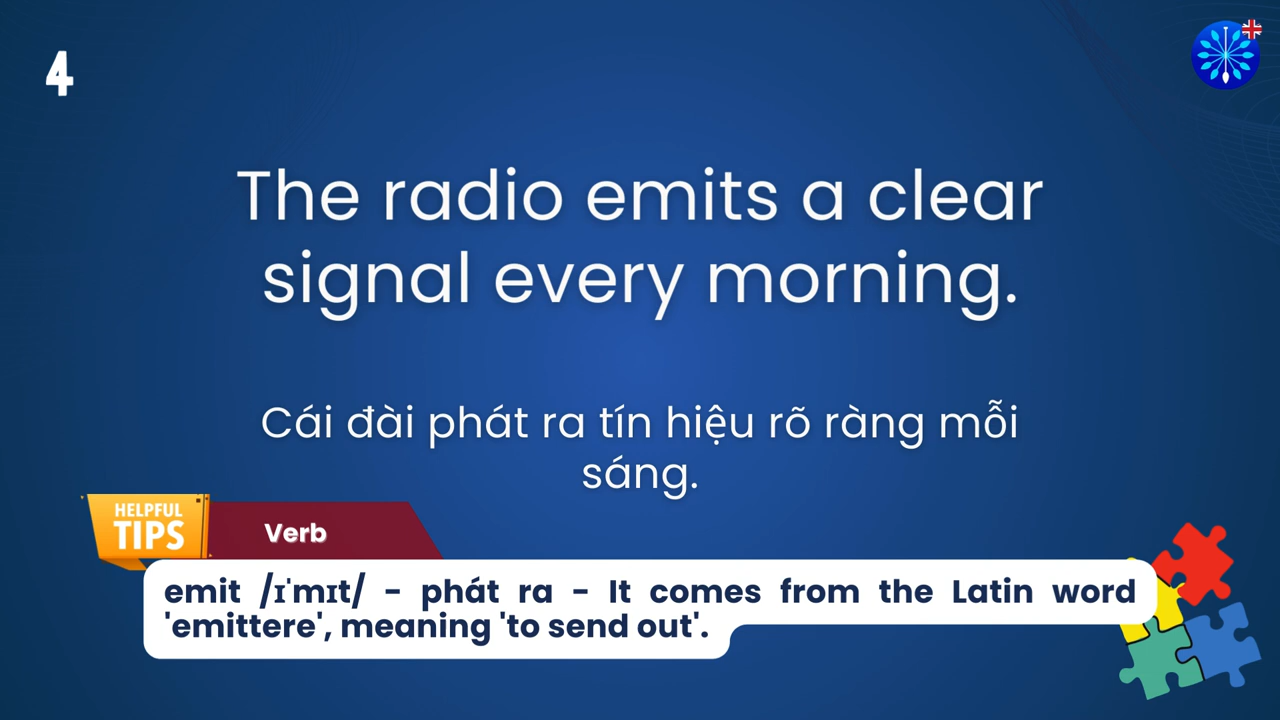 4
The radio emits a clear
signal every morning.
Cái đài phát ra tín hiệu rõ ràng mỗi
sáng.
HELPFUL
TIPS
Verb
emit /ɪˈmɪt/ - phát ra - It comes from the Latin word
'emittere', meaning 'to send out'.